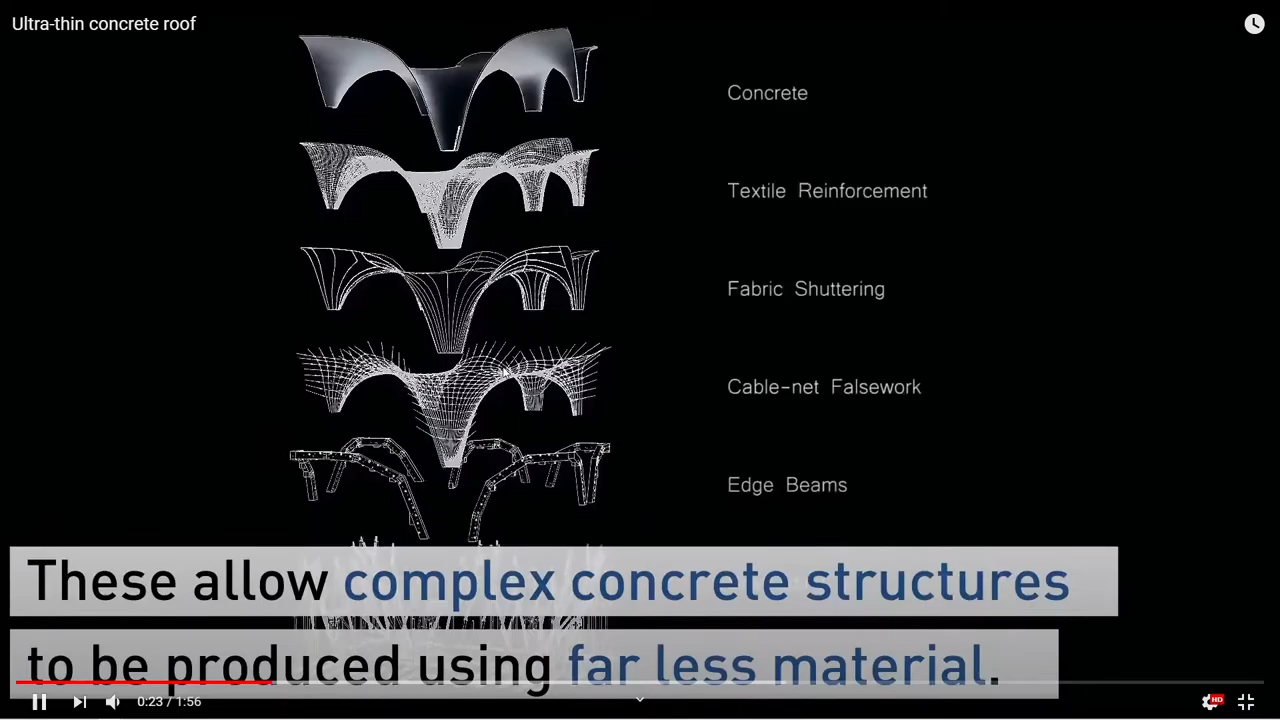 Ultra-thin concrete roof
Concrete
Textile Reinforcement
Fabric Shuttering
Cable-net Falsework
Edge Beams
These allow complex concrete structures
to be produced using far less material.
0:23 / 1:56
HD